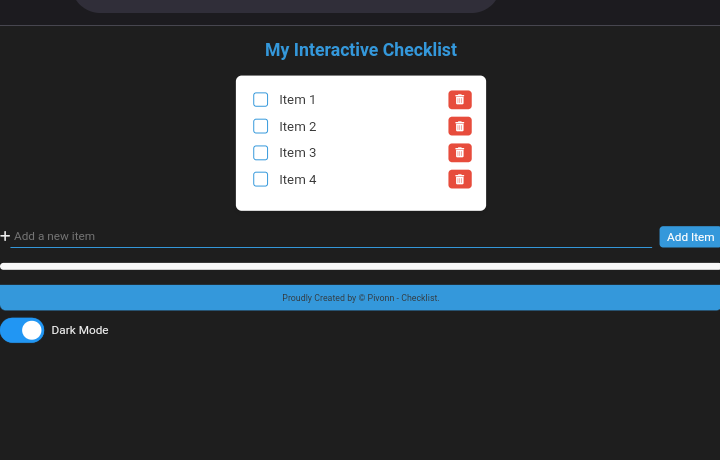 My Interactive Checklist
Item 1
Item 2
Item 3
Item 4
Add a new item
Add Item
Proudly Created by © Pivonn - Checklist.
Dark Mode